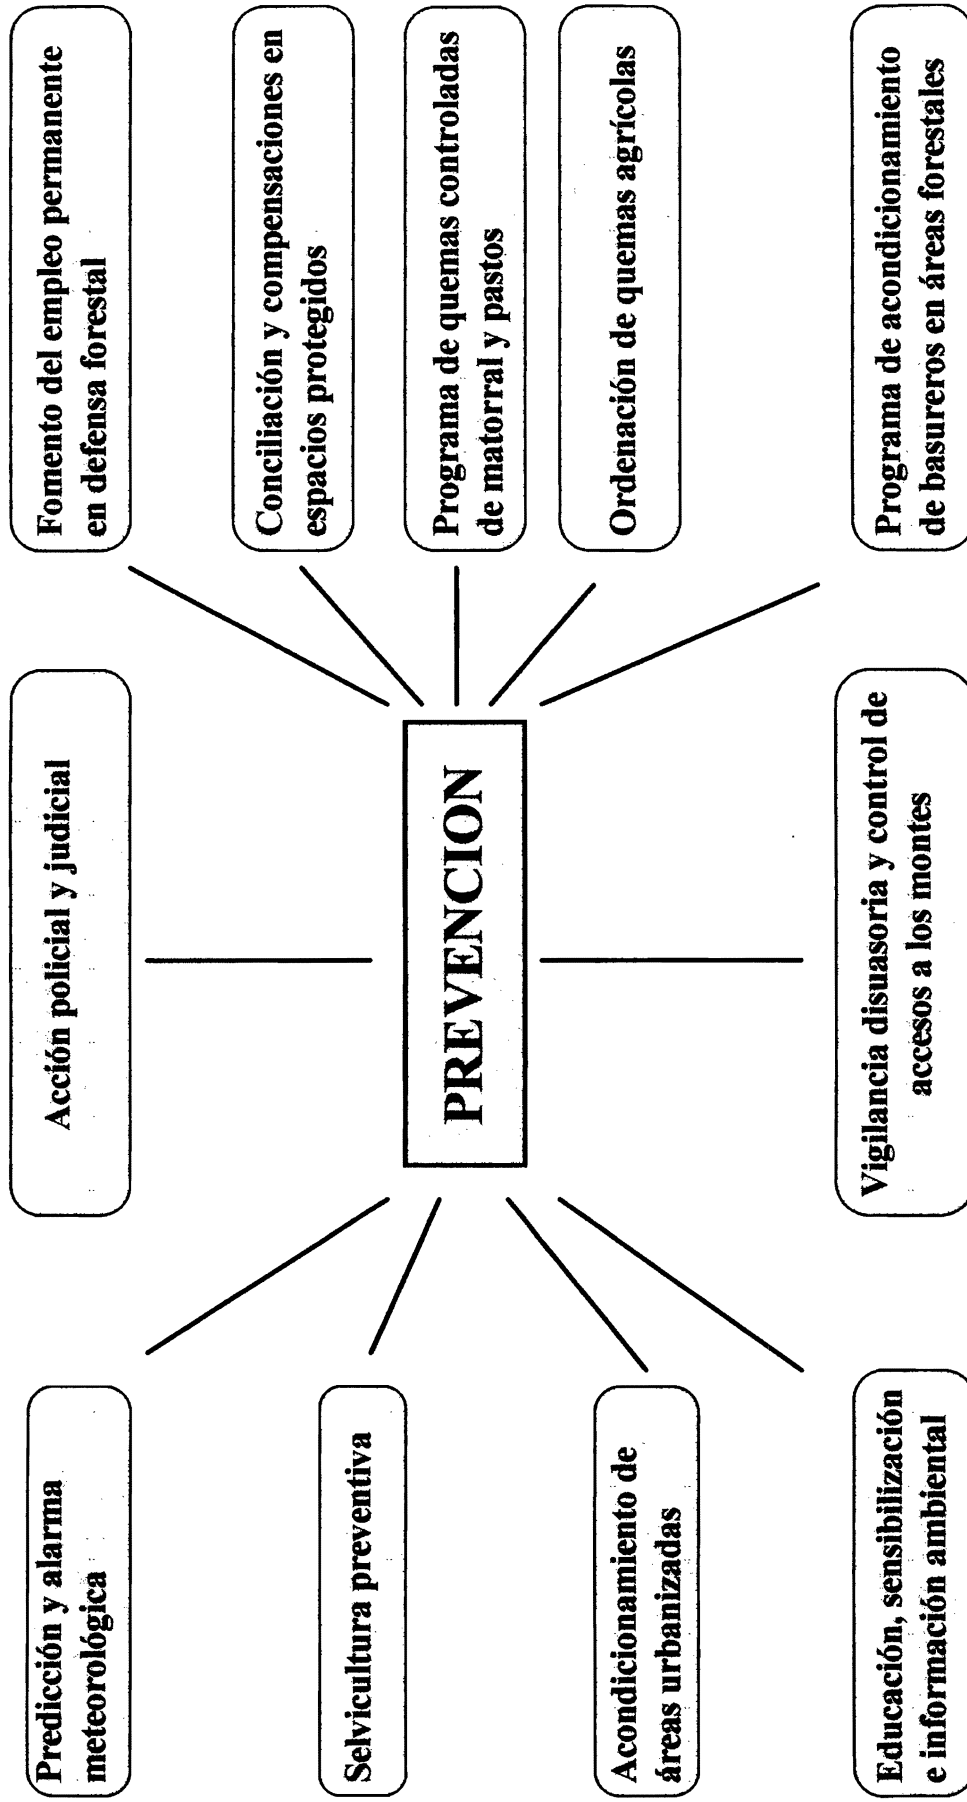 Predicción y alarma
meteorológica
Selvicultura preventiva
Acondicionamiento de
áreas urbanizadas
Educación, sensibilización
e información ambiental
Acción policial y judicial
PREVENCION
Vigilancia disuasoria y control de
accesos a los montes
Fomento del empleo permanente
en defensa forestal
Conciliación y compensaciones en
espacios protegidos
Programa de quemas controladas
de matorral y pastos
Ordenación de quemas agrícolas
Programa de acondicionamiento
de basureros en áreas forestales